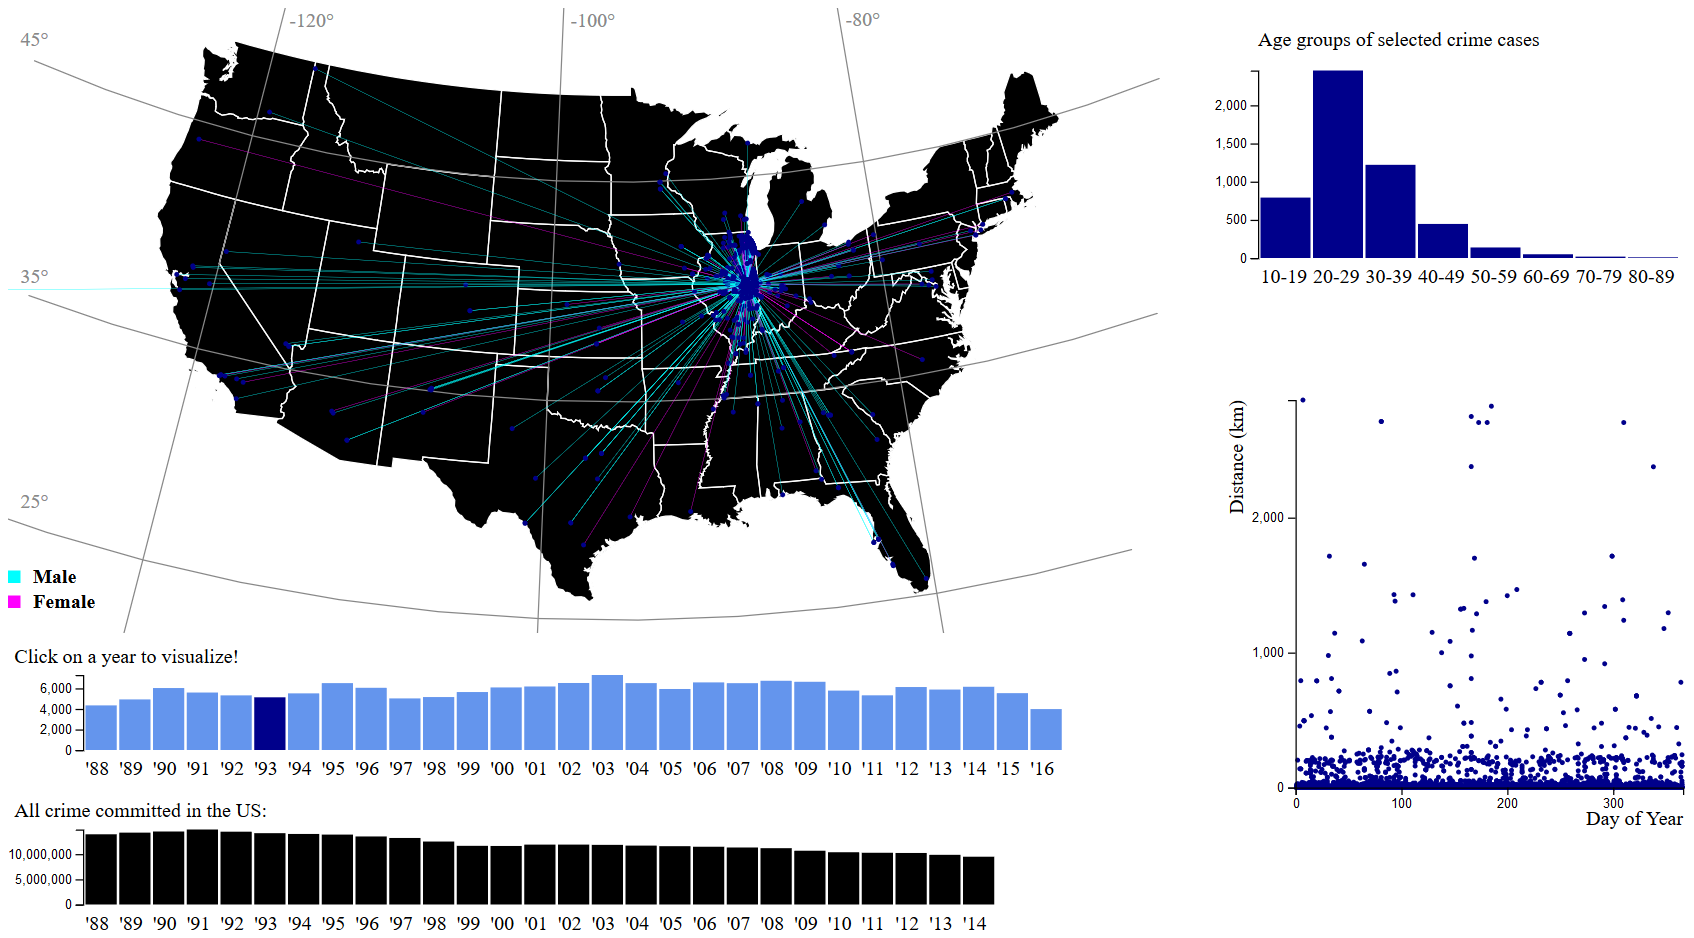 -120°
-100°
-80°
45°
35°
25°
Male
Female
Age groups of selected crime cases
2,000
1,500
1,000
500
0
10-19 20-29 30-39 40-49 50-59 60-69 70-79 80-89
Distance (km)
2,000
1,000
0
0 100 200 300
Day of Year
Click on a year to visualize!
6,000
4,000
2,000
0
'88 '89 '90 '91 '92 '93 '94 '95 '96 '97 '98 '99 '00 '01 '02 '03 '04 '05 '06 '07 '08 '09 '10 '11 '12 '13 '14 '15 '16
All crime committed in the US:
10,000,000
5,000,000
0
'88 '89 '90 '91 '92 '93 '94 '95 '96 '97 '98 '99 '00 '01 '02 '03 '04 '05 '06 '07 '08 '09 '10 '11 '12 '13 '14